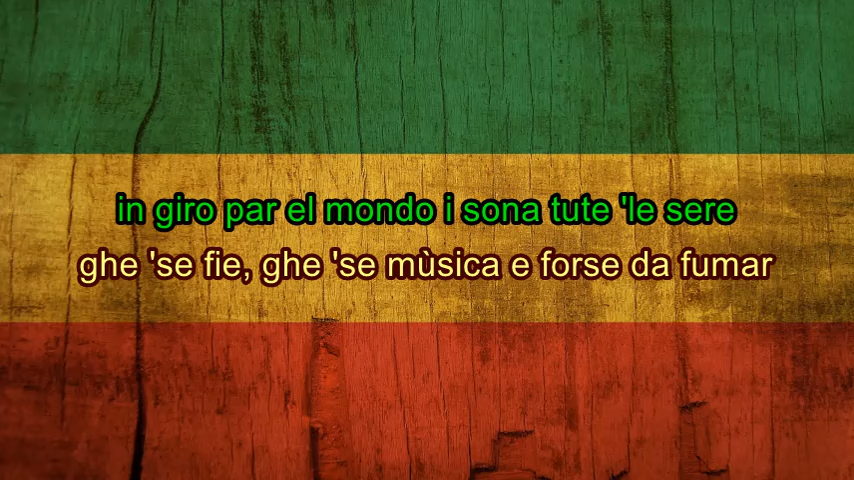 in giro par el mondo i sona tute 'le sere
ghe 'se fie, ghe 'se mùsica e forse da fumar